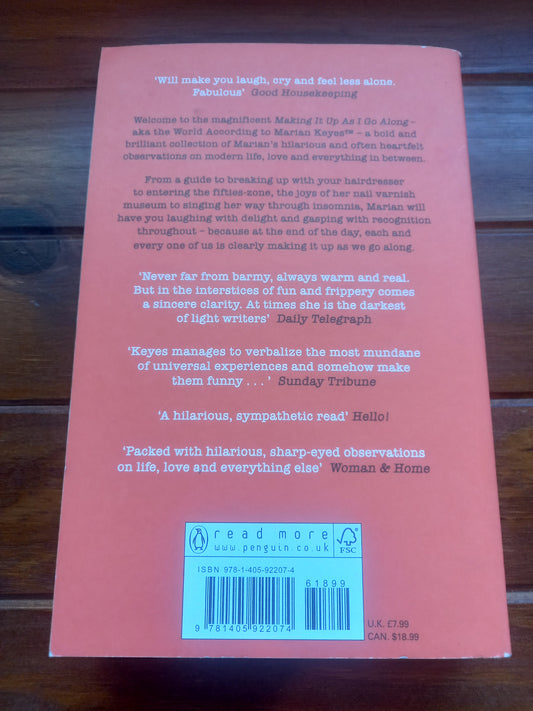 ‘Will make you laugh, cry and feel less alone.
Fabulous’ Good Housekeeping
Welcome to the magnificent Making It Up As I Go Along –
aka the World According to Marian Keyes™ – a bold and
brilliant collection of Marian's hilarious and often heartfelt
observations on modern life, love and everything in between.
From a guide to breaking up with your hairdresser
to entering the fifties-zone, the joys of her nail varnish
museum to singing her way through insomnia, Marian will
have you laughing with delight and gasping with recognition
throughout – because at the end of the day, each and
every one of us is clearly making it up as we go along.
‘Never far from barmy, always warm and real.
But in the interstices of fun and frippery comes
a sincere clarity. At times she is the darkest
of light writers’ Daily Telegraph
‘Keyes manages to verbalize the most mundane
of universal experiences and somehow make
them funny . . . ’ Sunday Tribune
‘A hilarious, sympathetic read’ Hello!
‘Packed with hilarious, sharp-eyed observations
on life, love and everything else’ Woman & Home
read more
www.penguin.co.uk
FSC
ISBN 978-1-405-92207-4
61899
9 781405 922074
U.K. £7.99
CAN. $18.99